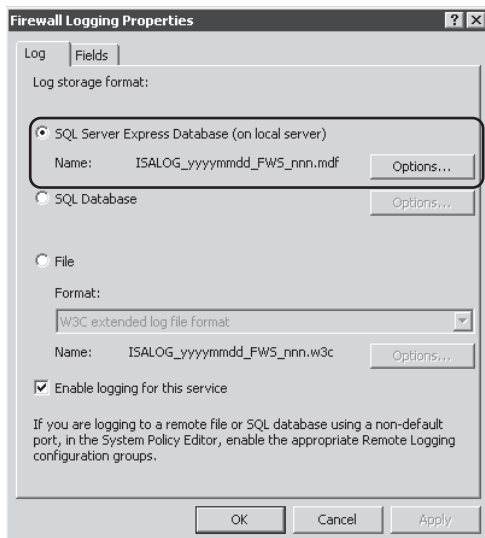 Firewall Logging Properties
Log
Fields
Log storage format:
SQL Server Express Database (on local server)
Name: ISALOG_yyyymmdd_FWS_nnn.mdf Options...
SQL Database Options...
File
Format:
W3C extended log file format
Name: ISALOG_yyyymmdd_FWS_nnn.w3c Options...
Enable logging for this service
If you are logging to a remote file or SQL database using a non-default
port, in the System Policy Editor, enable the appropriate Remote Logging
configuration groups.
OK Cancel Apply